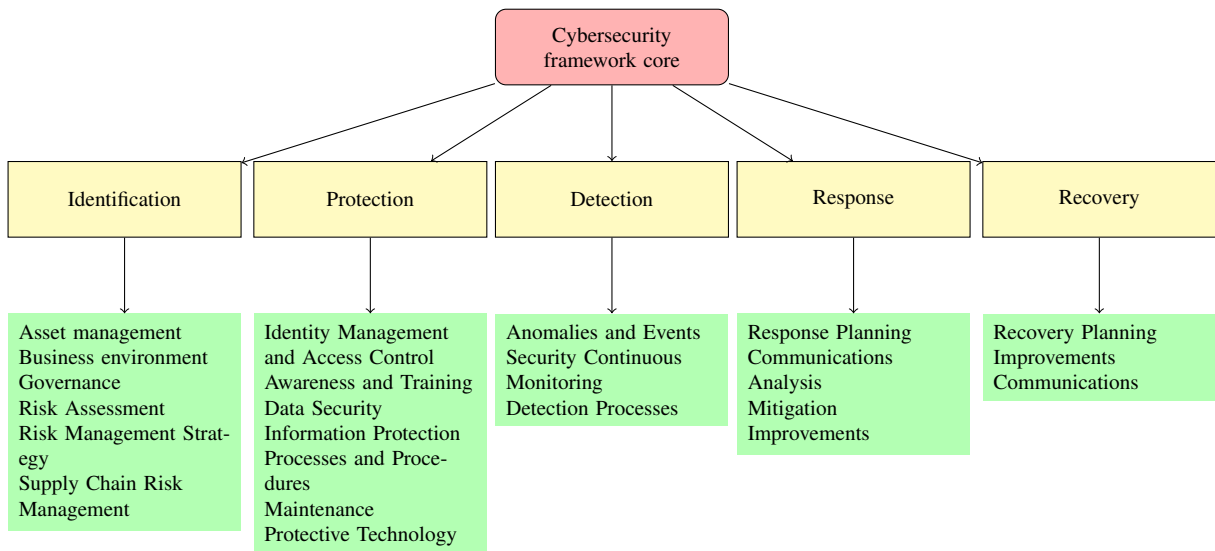 Cybersecurity
framework core
Identification
Protection
Detection
Response
Recovery
Asset management
Business environment
Governance
Risk Assessment
Risk Management Strat-
egy
Supply Chain Risk
Management
Identity Management
and Access Control
Awareness and Training
Data Security
Information Protection
Processes and Proce-
dures
Maintenance
Protective Technology
Anomalies and Events
Security Continuous
Monitoring
Detection Processes
Response Planning
Communications
Analysis
Mitigation
Improvements
Recovery Planning
Improvements
Communications